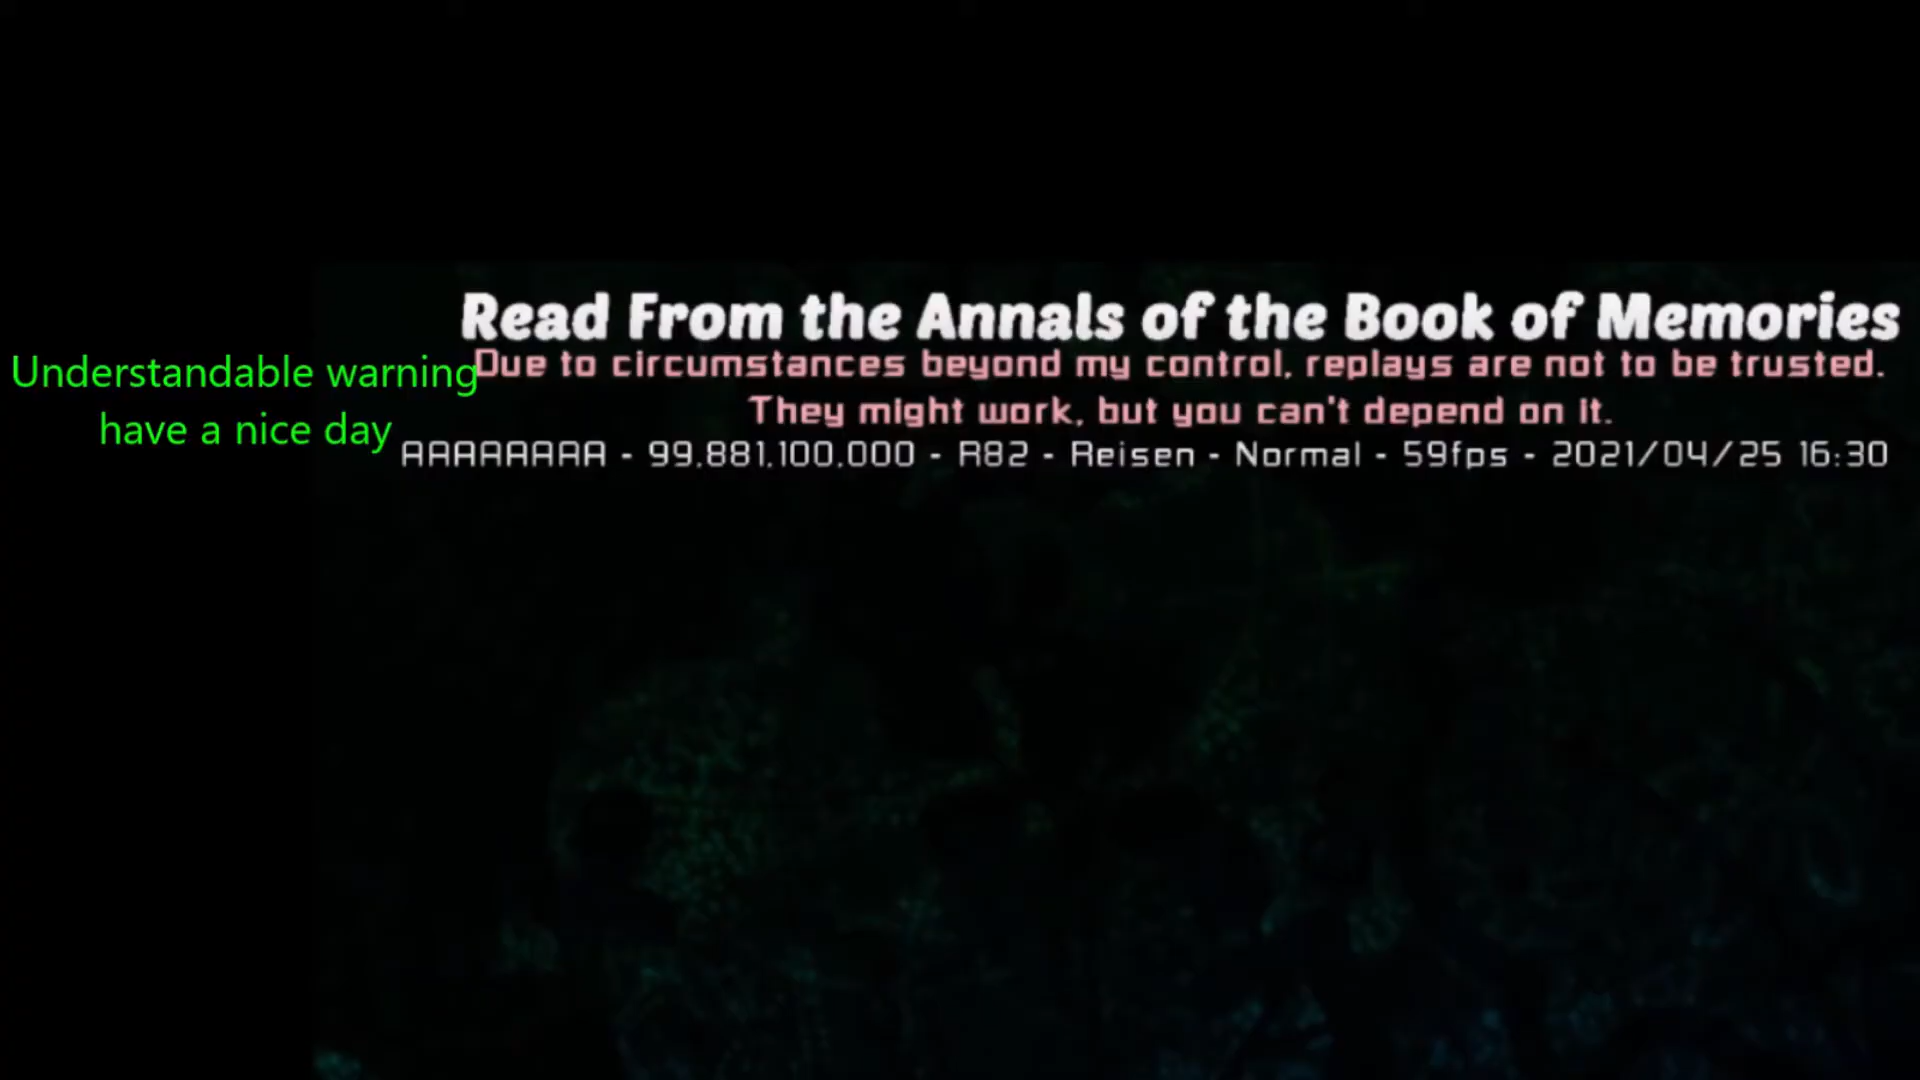 Read From the Annals of the Book of Memories
Understandable warning
have a nice day
Due to circumstances beyond my control, replays are not to be trusted.
They might work, but you can't depend on it.
AAAAAAAA - 99,881,100,000 - R82 - Reisen - Normal - 59fps - 2021/04/25 16:30